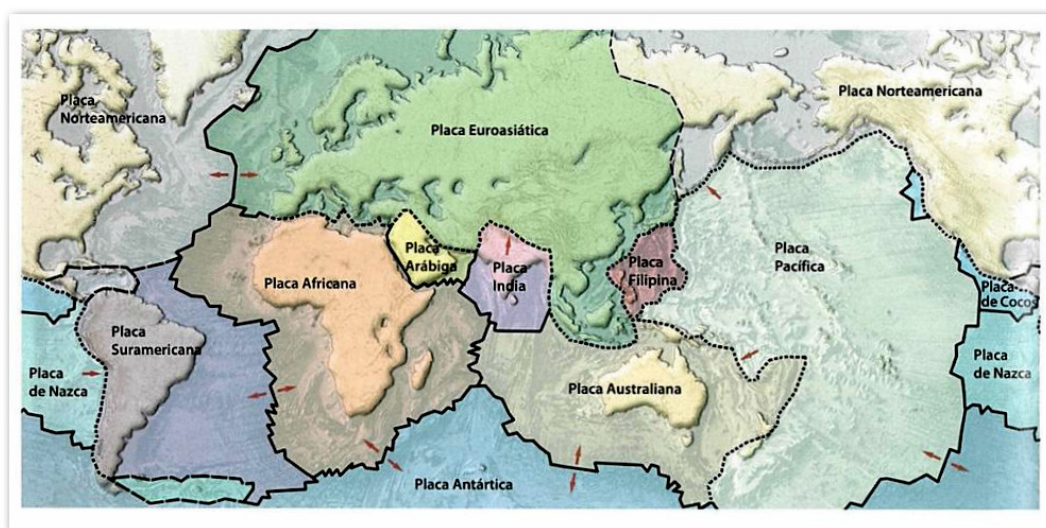 Placa
Norteamericana
Placa Euroasiática
Placa Norteamericana
Placa
Arábiga
Placa
India
Placa
Filipina
Placa
Pacífica
Placa Africana
Placa
de Cocos
Placa
Suramericana
Placa
de Nazca
Placa Australiana
Placa
de Nazca
Placa Antártica